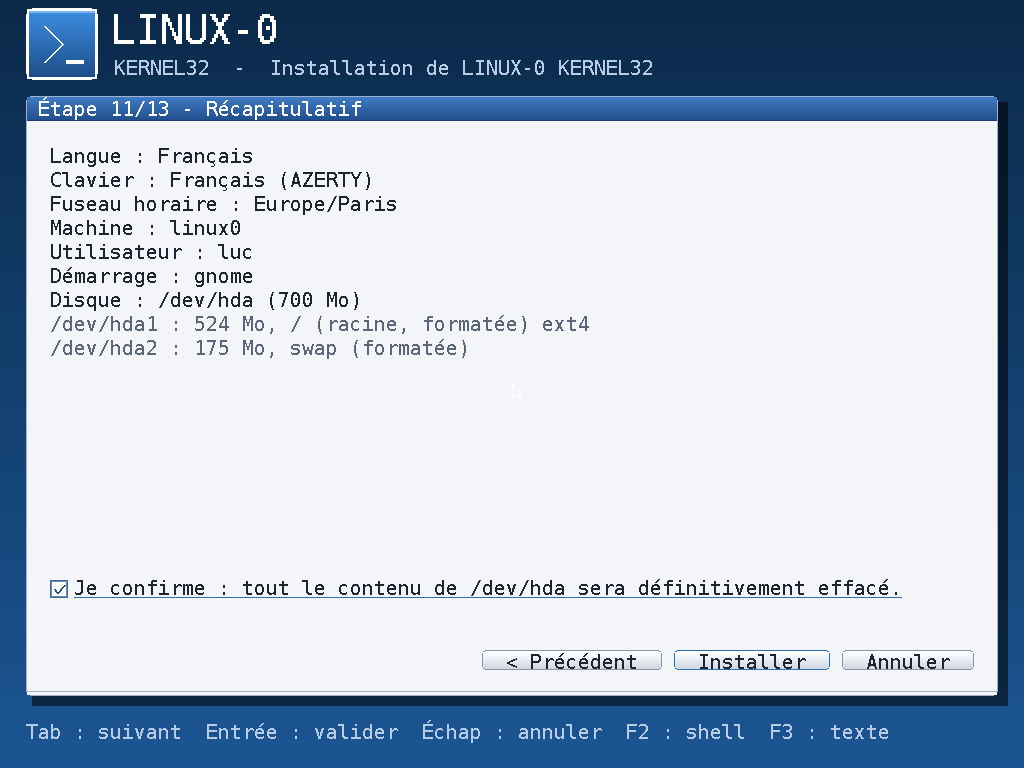 >_
LINUX-0
KERNEL32 - Installation de LINUX-0 KERNEL32
Étape 11/13 - Récapitulatif
Langue : Français
Clavier : Français (AZERTY)
Fuseau horaire : Europe/Paris
Machine : linux0
Utilisateur : luc
Démarrage : gnome
Disque : /dev/hda (700 Mo)
/dev/hda1 : 524 Mo, / (racine, formatée) ext4
/dev/hda2 : 175 Mo, swap (formatée)
Je confirme : tout le contenu de /dev/hda sera définitivement effacé.
< Précédent Installer Annuler
Tab : suivant Entrée : valider Échap : annuler F2 : shell F3 : texte